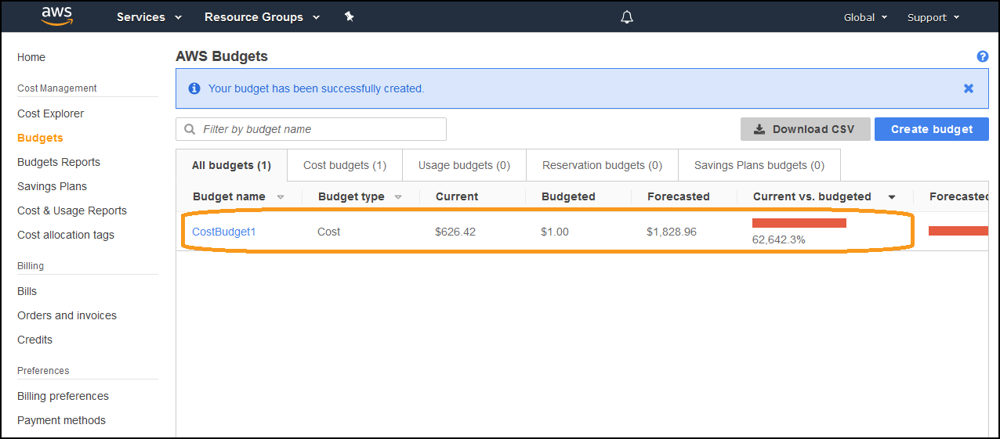 aws Services Resource Groups Global Support
Home
Cost Management
Cost Explorer
Budgets
Budgets Reports
Savings Plans
Cost & Usage Reports
Cost allocation tags
Billing
Bills
Orders and invoices
Credits
Preferences
Billing preferences
Payment methods
AWS Budgets
Your budget has been successfully created.
Filter by budget name Download CSV Create budget
All budgets (1) Cost budgets (1) Usage budgets (0) Reservation budgets (0) Savings Plans budgets (0)
Budget name Budget type Current Budgeted Forecasted Current vs. budgeted Forecasted
CostBudget1 Cost $626.42 $1.00 $1,828.96
62,642.3%